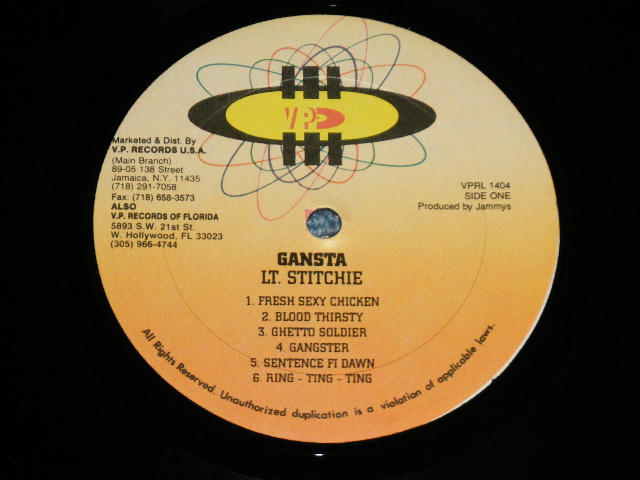 VP
Marketed & Dist. By
V.P. RECORDS U.S.A.
(Main Branch)
89-05 138 Street
Jamaica, N.Y. 11435
(718) 291-7058
Fax: (718) 658-3573
ALSO
V.P. RECORDS OF FLORIDA
5893 S.W. 21st St.
W. Hollywood, FL 33023
(305) 966-4744
VPRL 1404
SIDE ONE
Produced by Jammys
GANSTA
LT. STITCHIE
1. FRESH SEXY CHICKEN
2. BLOOD THIRSTY
3. GHETTO SOLDIER
4. GANGSTER
5. SENTENCE FI DAWN
6. RING - TING - TING
All Rights Reserved. Unauthorized duplication is a violation of applicable laws.